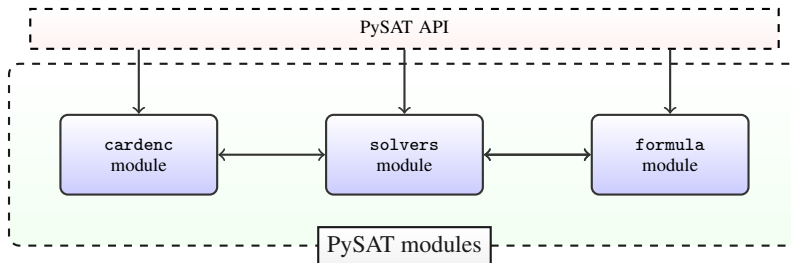 PySAT API
cardenc
module
solvers
module
formula
module
PySAT modules